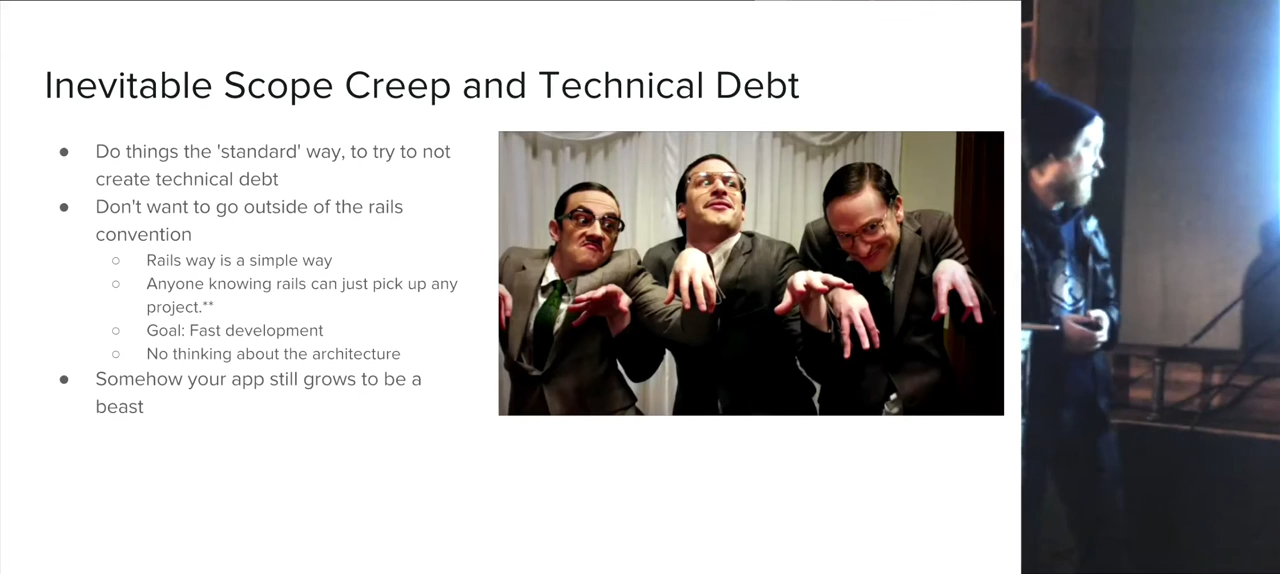 Inevitable Scope Creep and Technical Debt
Do things the 'standard' way, to try to not
create technical debt
Don't want to go outside of the rails
convention
Rails way is a simple way
Anyone knowing rails can just pick up any
project.**
Goal: Fast development
No thinking about the architecture
Somehow your app still grows to be a
beast